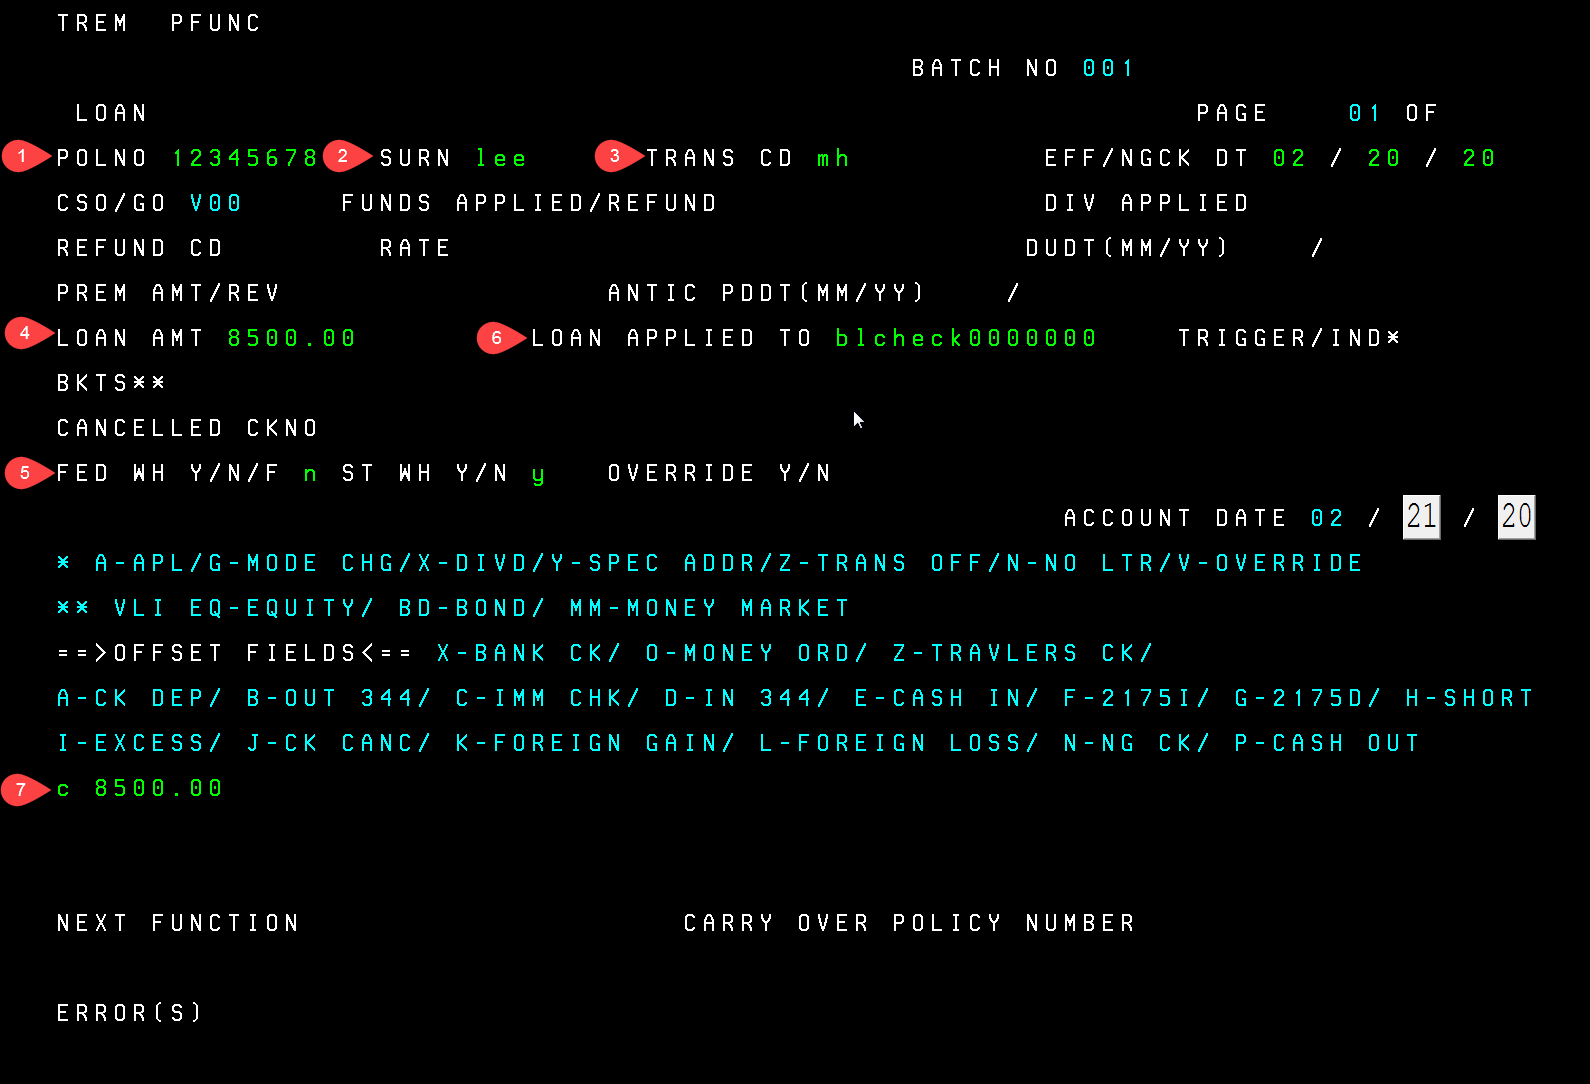 TREM PFUNC
BATCH NO 001
LOAN PAGE 01 OF
1 POLNO 12345678 2 SURN lee 3 TRANS CD mh EFF/NGCK DT 02 / 20 / 20
CSO/GO V00 FUNDS APPLIED/REFUND DIV APPLIED
REFUND CD RATE DUDT(MM/YY) /
PREM AMT/REV ANTIC PDDT(MM/YY) /
4 LOAN AMT 8500.00 6 LOAN APPLIED TO blcheck0000000 TRIGGER/IND*
BKTS**
CANCELLED CKNO
5 FED WH Y/N/F n ST WH Y/N y OVERRIDE Y/N
ACCOUNT DATE 02 / 21 / 20
* A-APL/G-MODE CHG/X-DIVD/Y-SPEC ADDR/Z-TRANS OFF/N-NO LTR/V-OVERRIDE
** VLI EQ-EQUITY/ BD-BOND/ MM-MONEY MARKET
==>OFFSET FIELDS<== X-BANK CK/ O-MONEY ORD/ Z-TRAVLERS CK/
A-CK DEP/ B-OUT 344/ C-IMM CHK/ D-IN 344/ E-CASH IN/ F-2175I/ G-2175D/ H-SHORT
I-EXCESS/ J-CK CANC/ K-FOREIGN GAIN/ L-FOREIGN LOSS/ N-NG CK/ P-CASH OUT
7 c 8500.00
NEXT FUNCTION CARRY OVER POLICY NUMBER
ERROR(S)